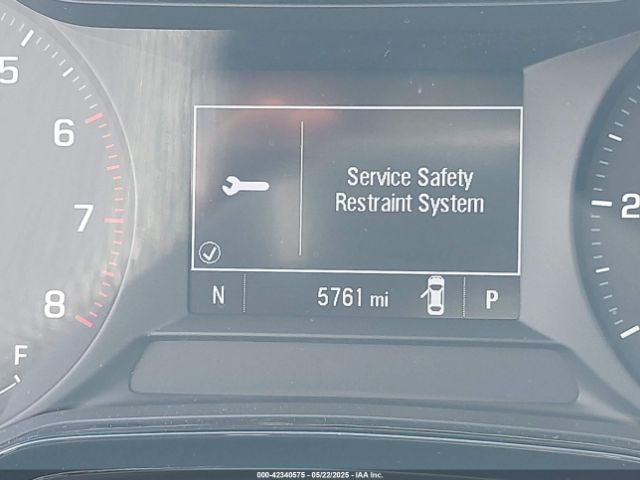 5
6
7
8
F
Service Safety
Restraint System
N 5761 mi P
2
000-42340575 - 05/22/2025 - IAA Inc.